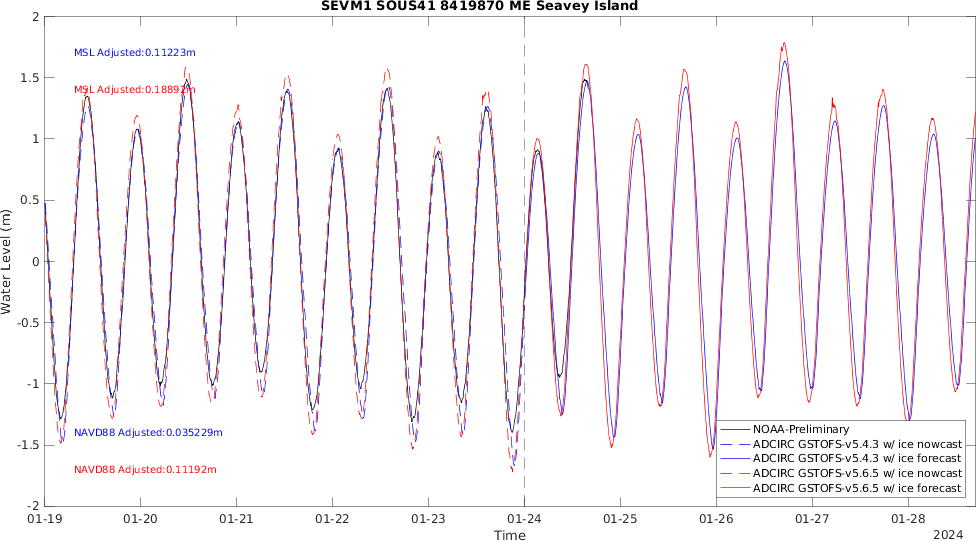 SEVM1 SOUS41 8419870 ME Seavey Island
MSL Adjusted:0.11223m
MSL Adjusted:0.18892m
NAVD88 Adjusted:0.035229m
NAVD88 Adjusted:0.11192m
Water Level (m)
2
1.5
1
0.5
0
-0.5
-1
-1.5
-2
NOAA-Preliminary
ADCIRC GSTOFS-v5.4.3 w/ ice nowcast
ADCIRC GSTOFS-v5.4.3 w/ ice forecast
ADCIRC GSTOFS-v5.6.5 w/ ice nowcast
ADCIRC GSTOFS-v5.6.5 w/ ice forecast
01-19 01-20 01-21 01-22 01-23 01-24 01-25 01-26 01-27 01-28
Time
2024